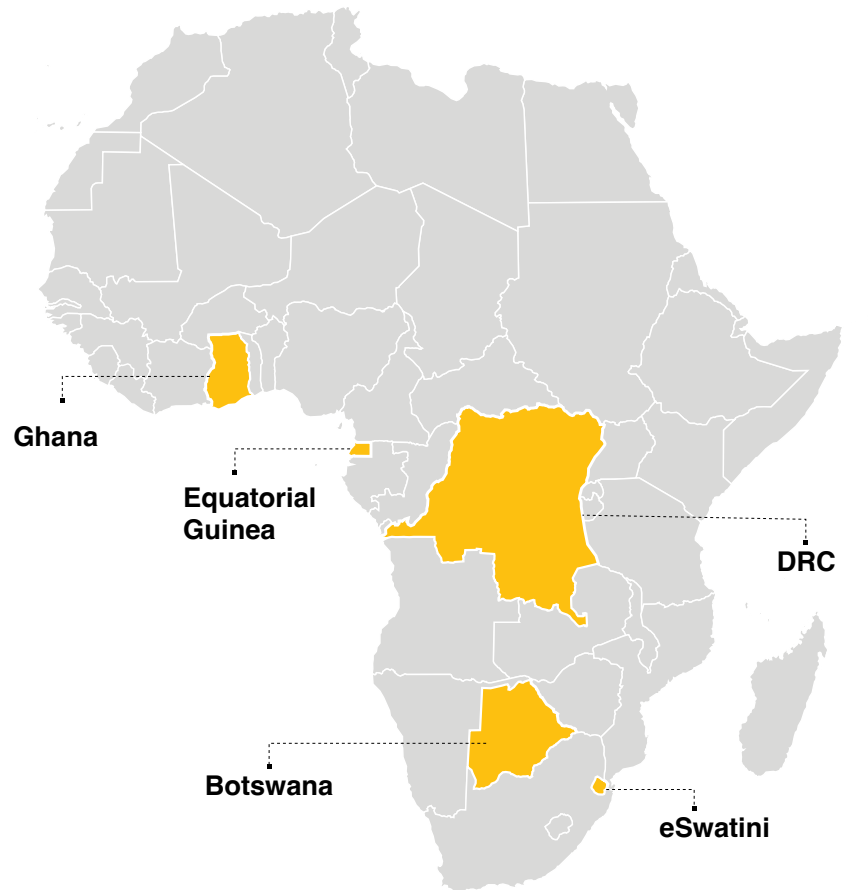 Ghana
Equatorial
Guinea
DRC
Botswana
eSwatini